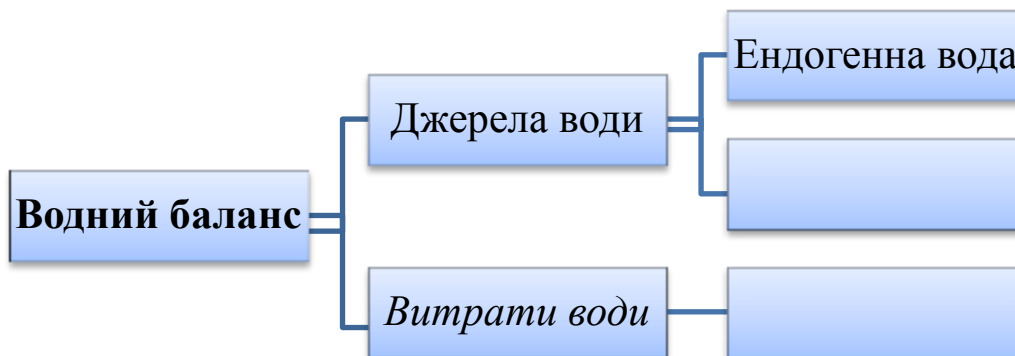 Ендогенна вода
Джерела води
Водний баланс
Витрати води